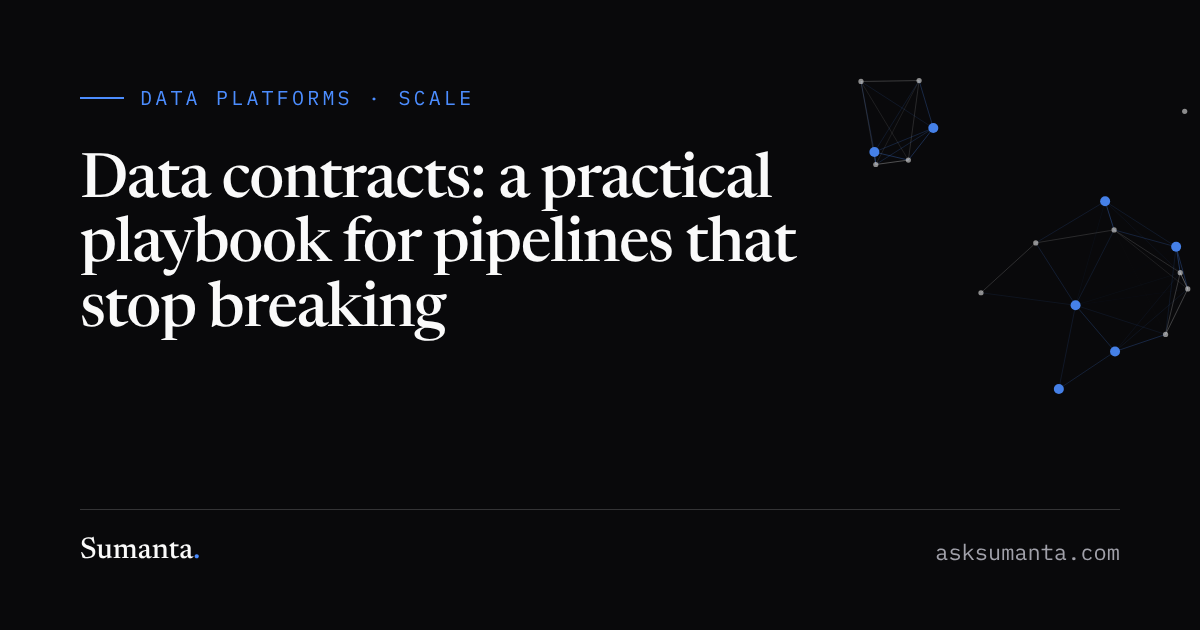 DATA PLATFORMS · SCALE
Data contracts: a practical
playbook for pipelines that
stop breaking
Sumanta.
asksumanta.com